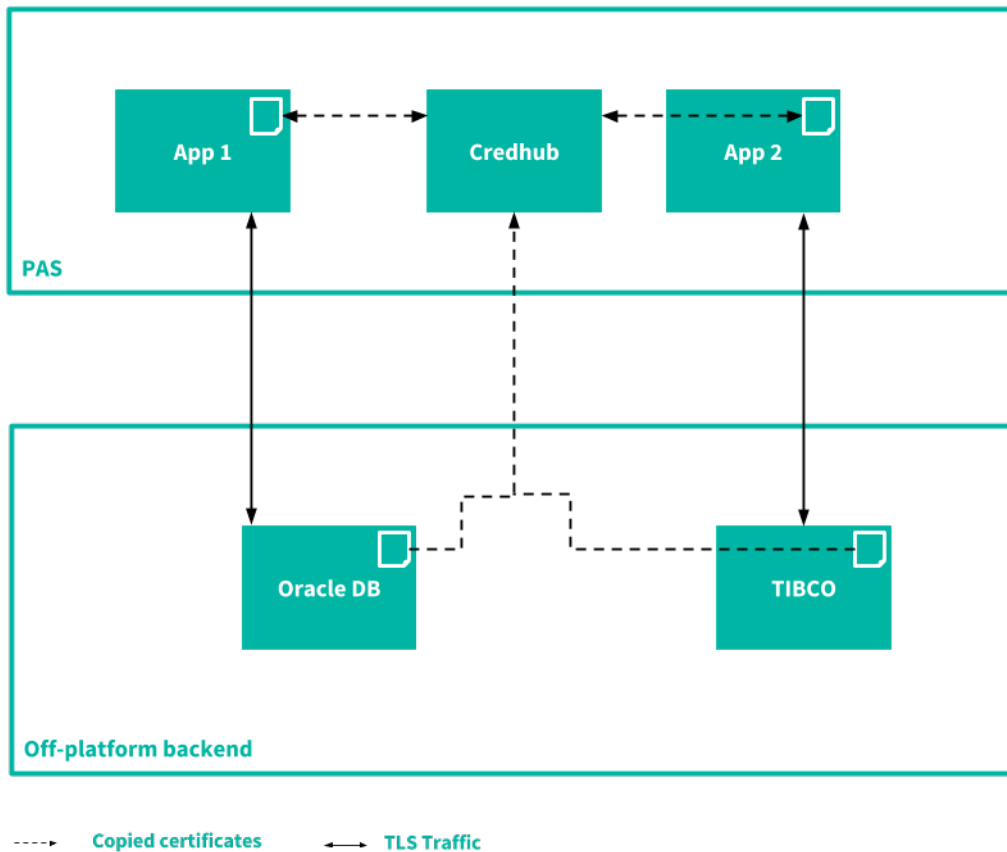 App 1
Credhub
App 2
PAS
Oracle DB
TIBCO
Off-platform backend
Copied certificates
TLS Traffic